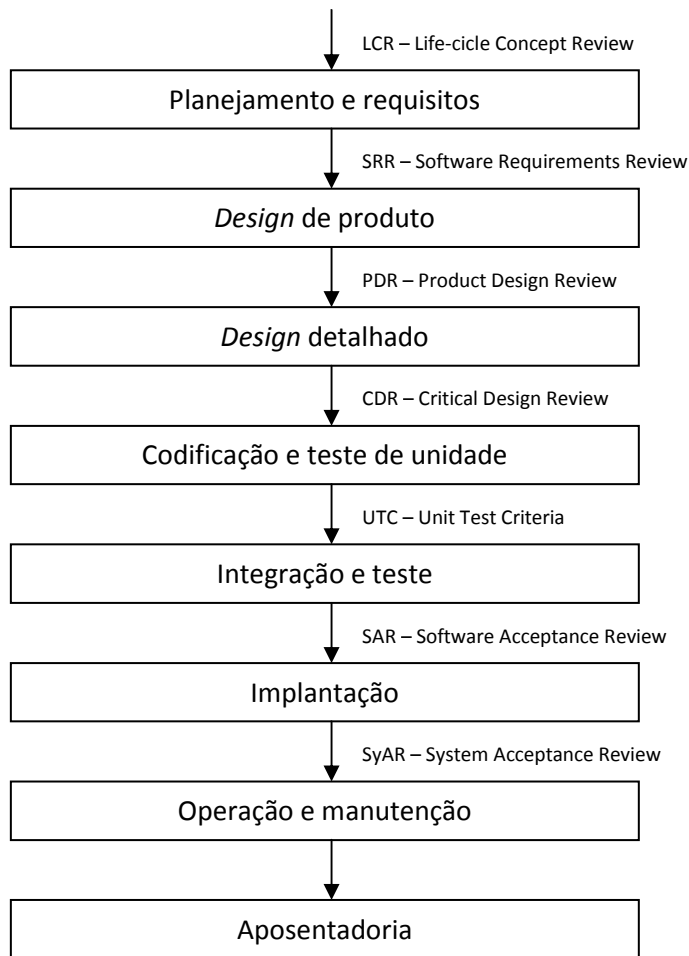 LCR – Life-cicle Concept Review
Planejamento e requisitos
SRR – Software Requirements Review
Design de produto
PDR – Product Design Review
Design detalhado
CDR – Critical Design Review
Codificação e teste de unidade
UTC – Unit Test Criteria
Integração e teste
SAR – Software Acceptance Review
Implantação
SyAR – System Acceptance Review
Operação e manutenção
Aposentadoria